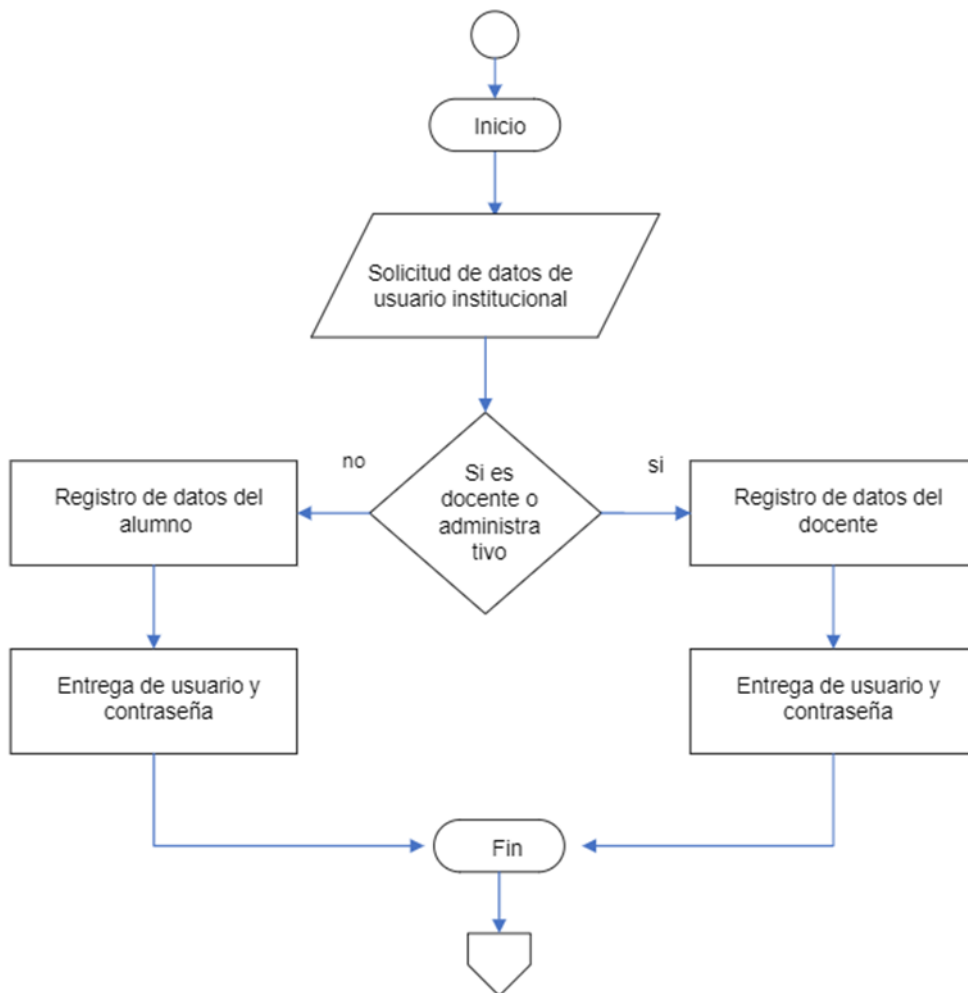 Inicio
Solicitud de datos de
usuario institucional
no
si
Si es
docente o
administra
tivo
Registro de datos del
alumno
Registro de datos del
docente
Entrega de usuario y
contraseña
Entrega de usuario y
contraseña
Fin